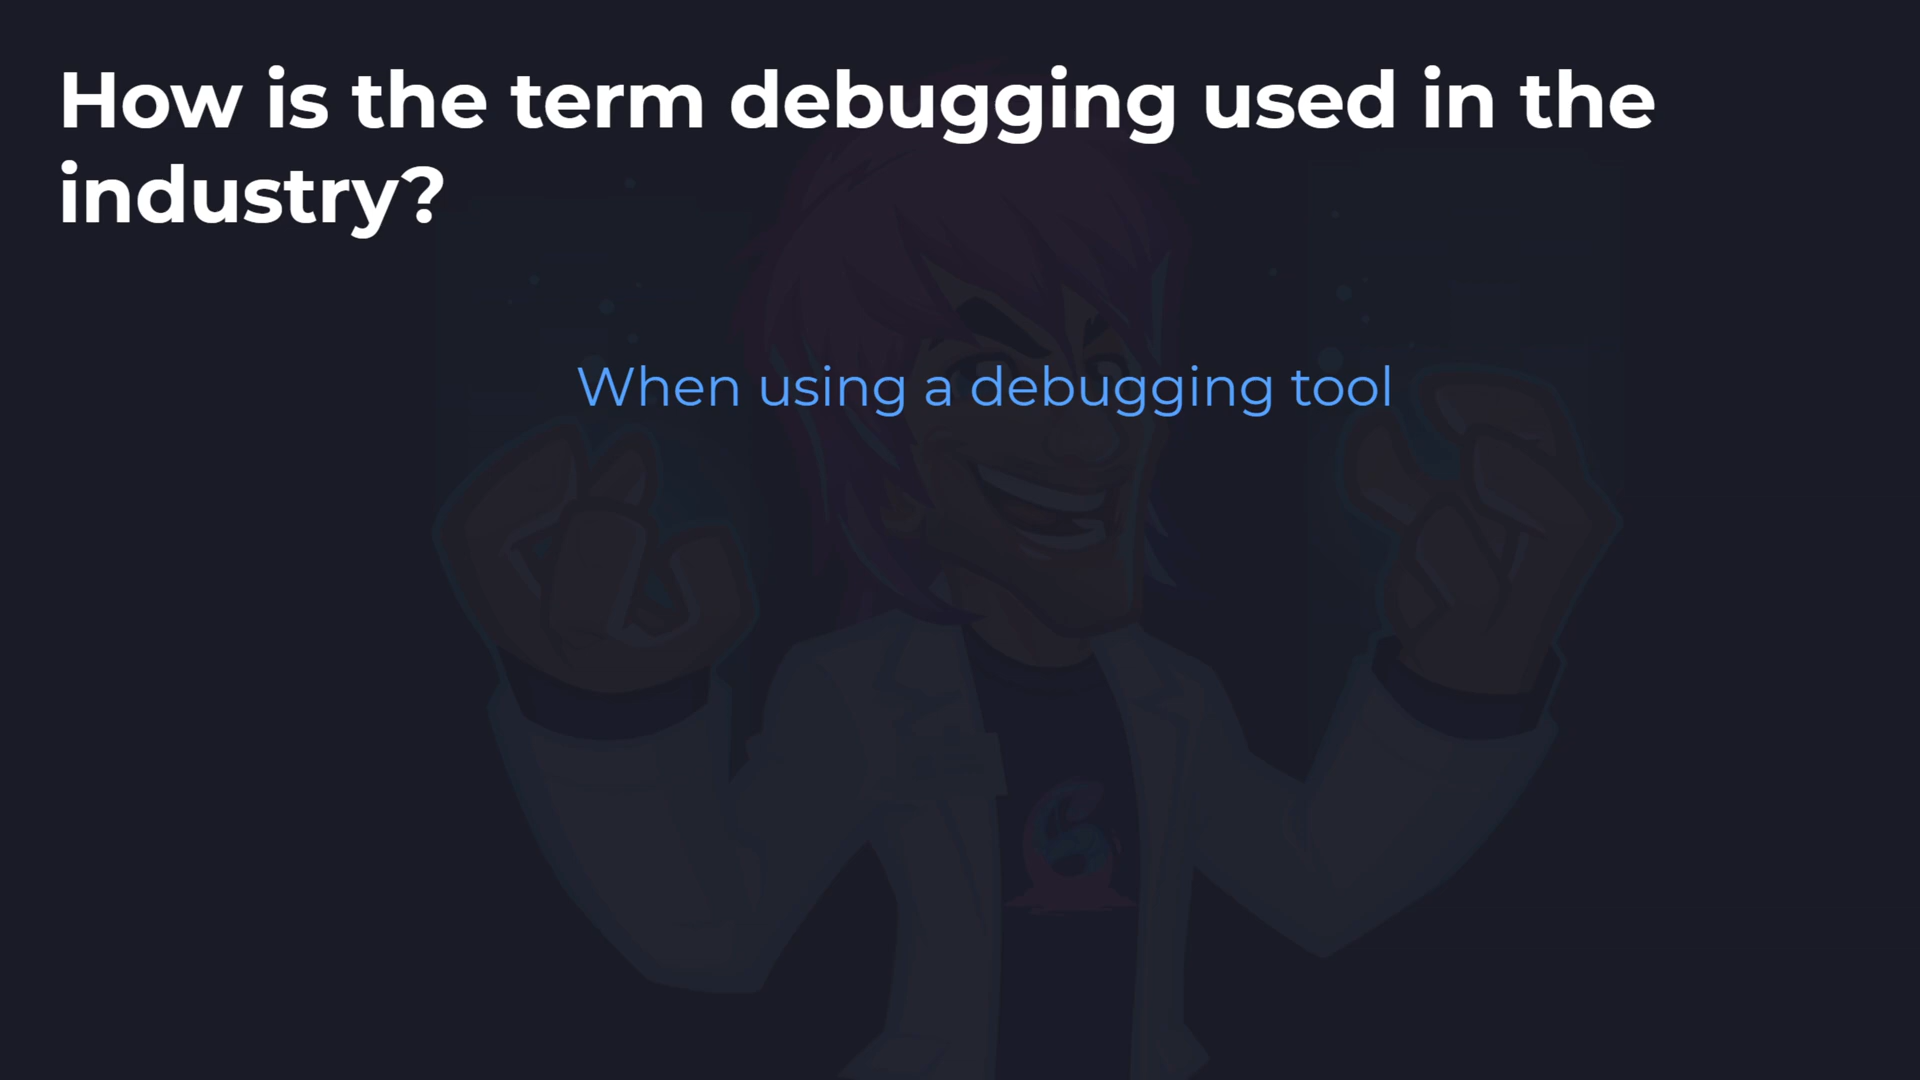 How is the term debugging used in the
industry?
When using a debugging tool